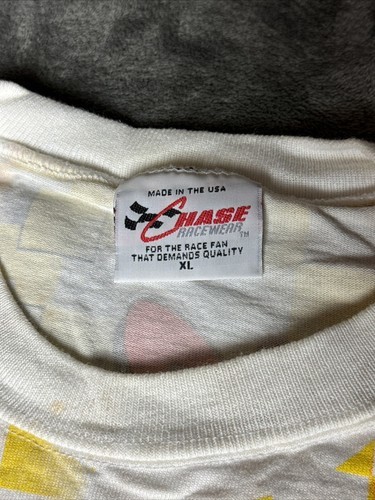 MADE IN THE USA
CHASE
RACEWEAR TM
FOR THE RACE FAN
THAT DEMANDS QUALITY
XL